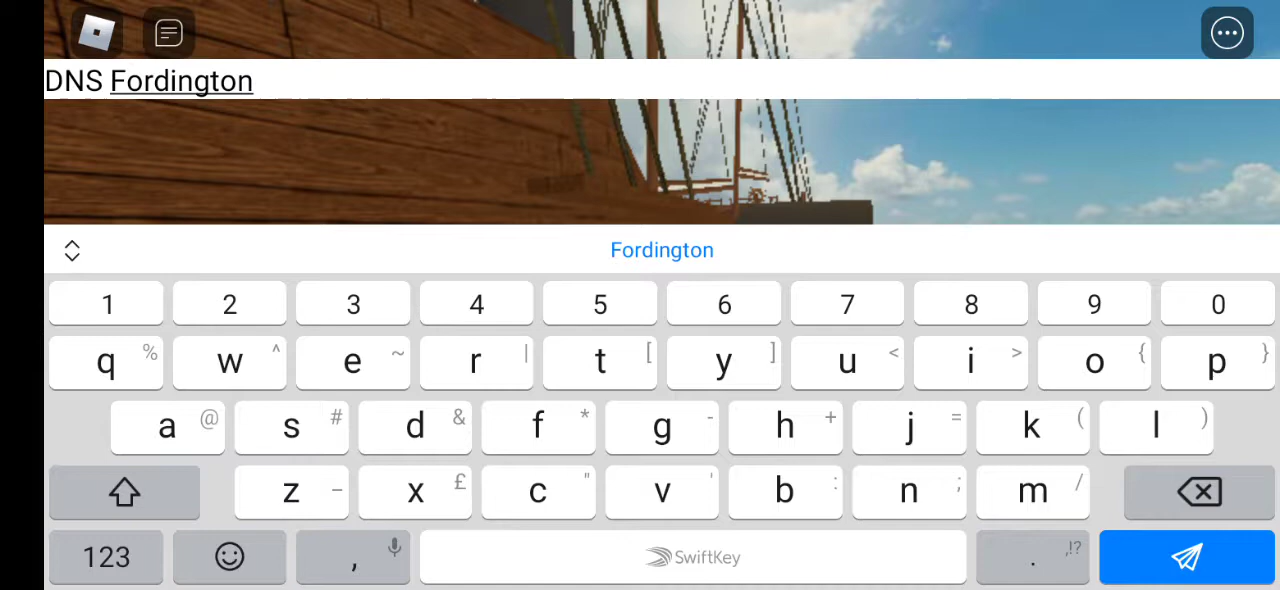 DNS Fordington
Fordington
1 2 3 4 5 6 7 8 9 0
q % w ^ e ~ r | t [ y ] u < i > o { p }
a @ s # d & f * g - h + j = k ( l )
z _ x £ c " v ' b : n ; m /
123 , SwiftKey . ,!?